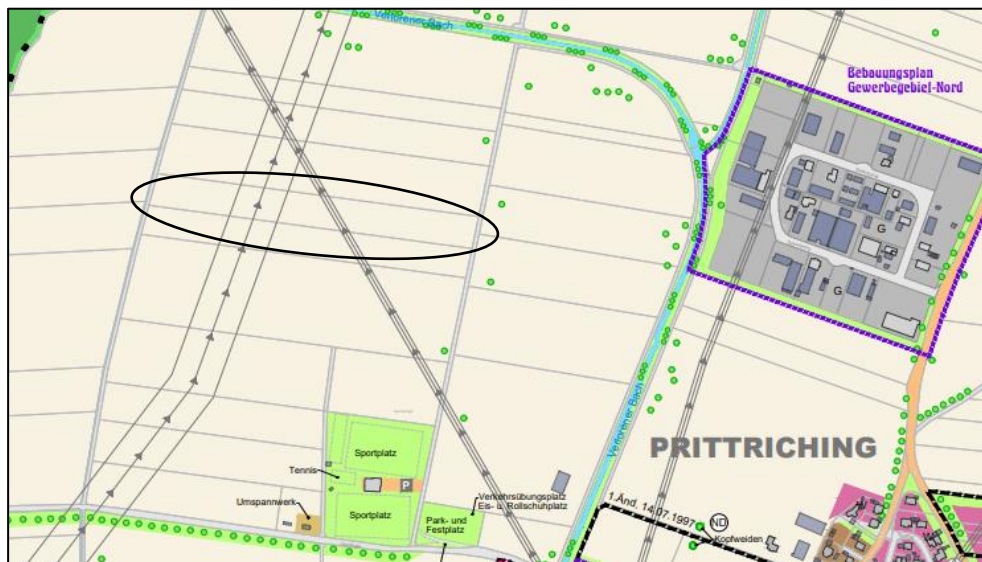 Verlorener Bach
Bebauungsplan
Gewerbegebiet-Nord
G
G
Verlorener Bach
PRITTRICHING
Sportplatz
Tennis
P
Umspannwerk
Sportplatz
Park- und
Festplatz
Verkehrsübungsplatz
Eis- u. Rollschuhplatz
1.Änd. 14.07.1997
ND
Kopfweiden